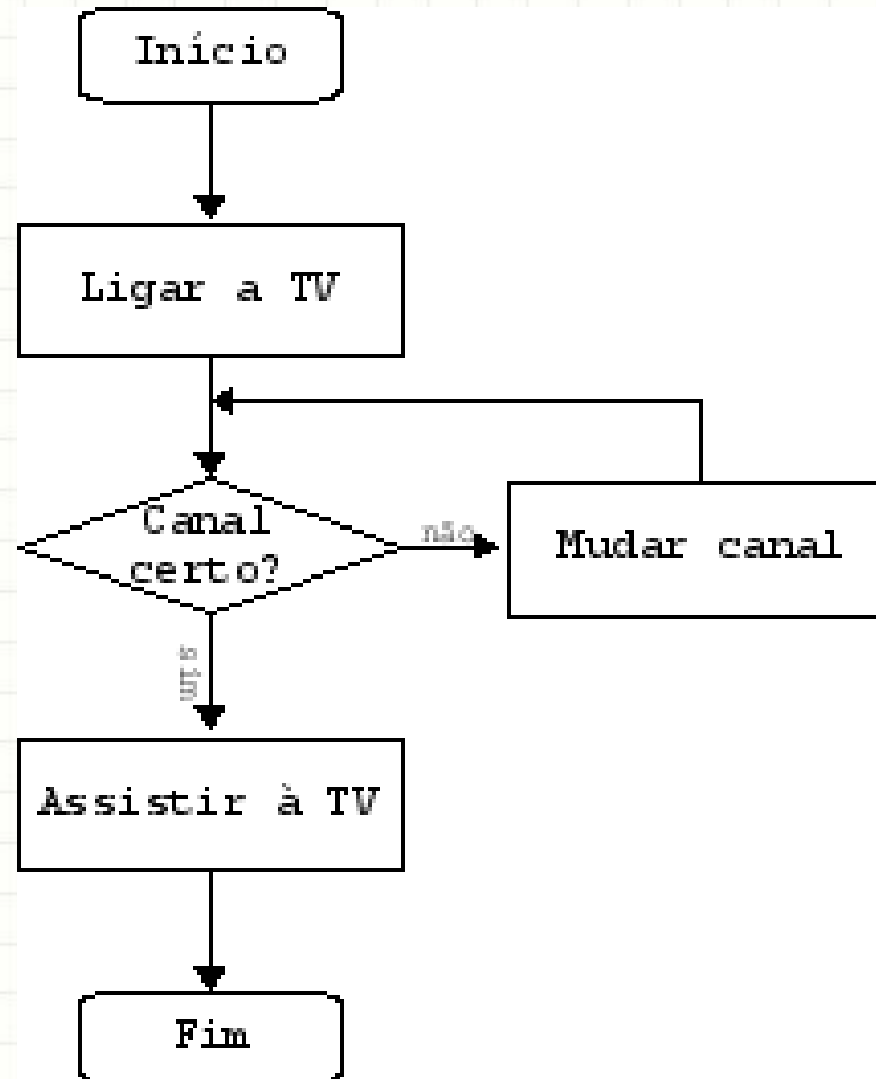 Início
Ligar a TV
Canal
certo?
não
Mudar canal
sim
Assistir à TV
Fim